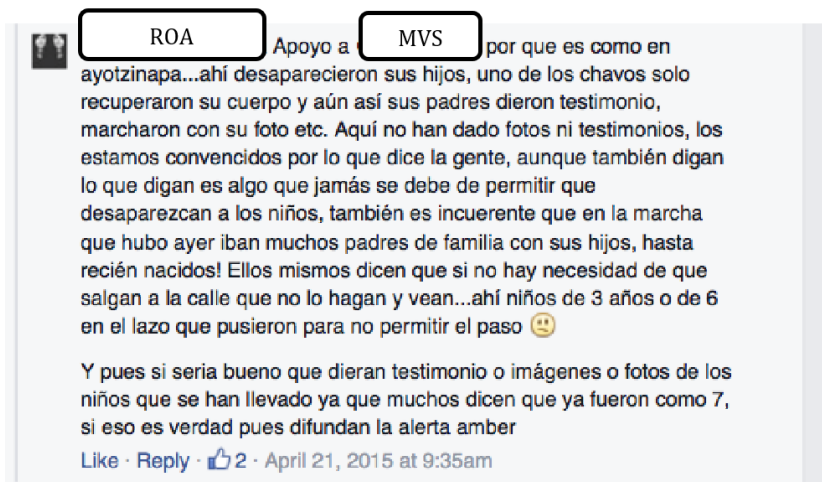 ROA Apoyo a MVS por que es como en
ayotzinapa...ahí desaparecieron sus hijos, uno de los chavos solo
recuperaron su cuerpo y aún así sus padres dieron testimonio,
marcharon con su foto etc. Aquí no han dado fotos ni testimonios, los
estamos convencidos por lo que dice la gente, aunque también digan
lo que digan es algo que jamás se debe de permitir que
desaparezcan a los niños, también es incuerente que en la marcha
que hubo ayer iban muchos padres de familia con sus hijos, hasta
recién nacidos! Ellos mismos dicen que si no hay necesidad de que
salgan a la calle que no lo hagan y vean...ahí niños de 3 años o de 6
en el lazo que pusieron para no permitir el paso
Y pues si seria bueno que dieran testimonio o imágenes o fotos de los
niños que se han llevado ya que muchos dicen que ya fueron como 7,
si eso es verdad pues difundan la alerta amber
Like · Reply · 2 · April 21, 2015 at 9:35am